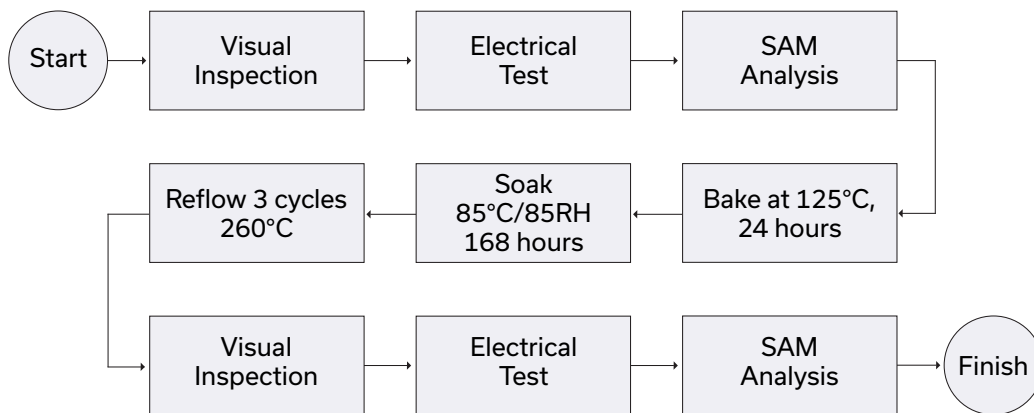 Start
Visual
Inspection
Electrical
Test
SAM
Analysis
Bake at 125°C,
24 hours
Soak
85°C/85RH
168 hours
Reflow 3 cycles
260°C
Visual
Inspection
Electrical
Test
SAM
Analysis
Finish